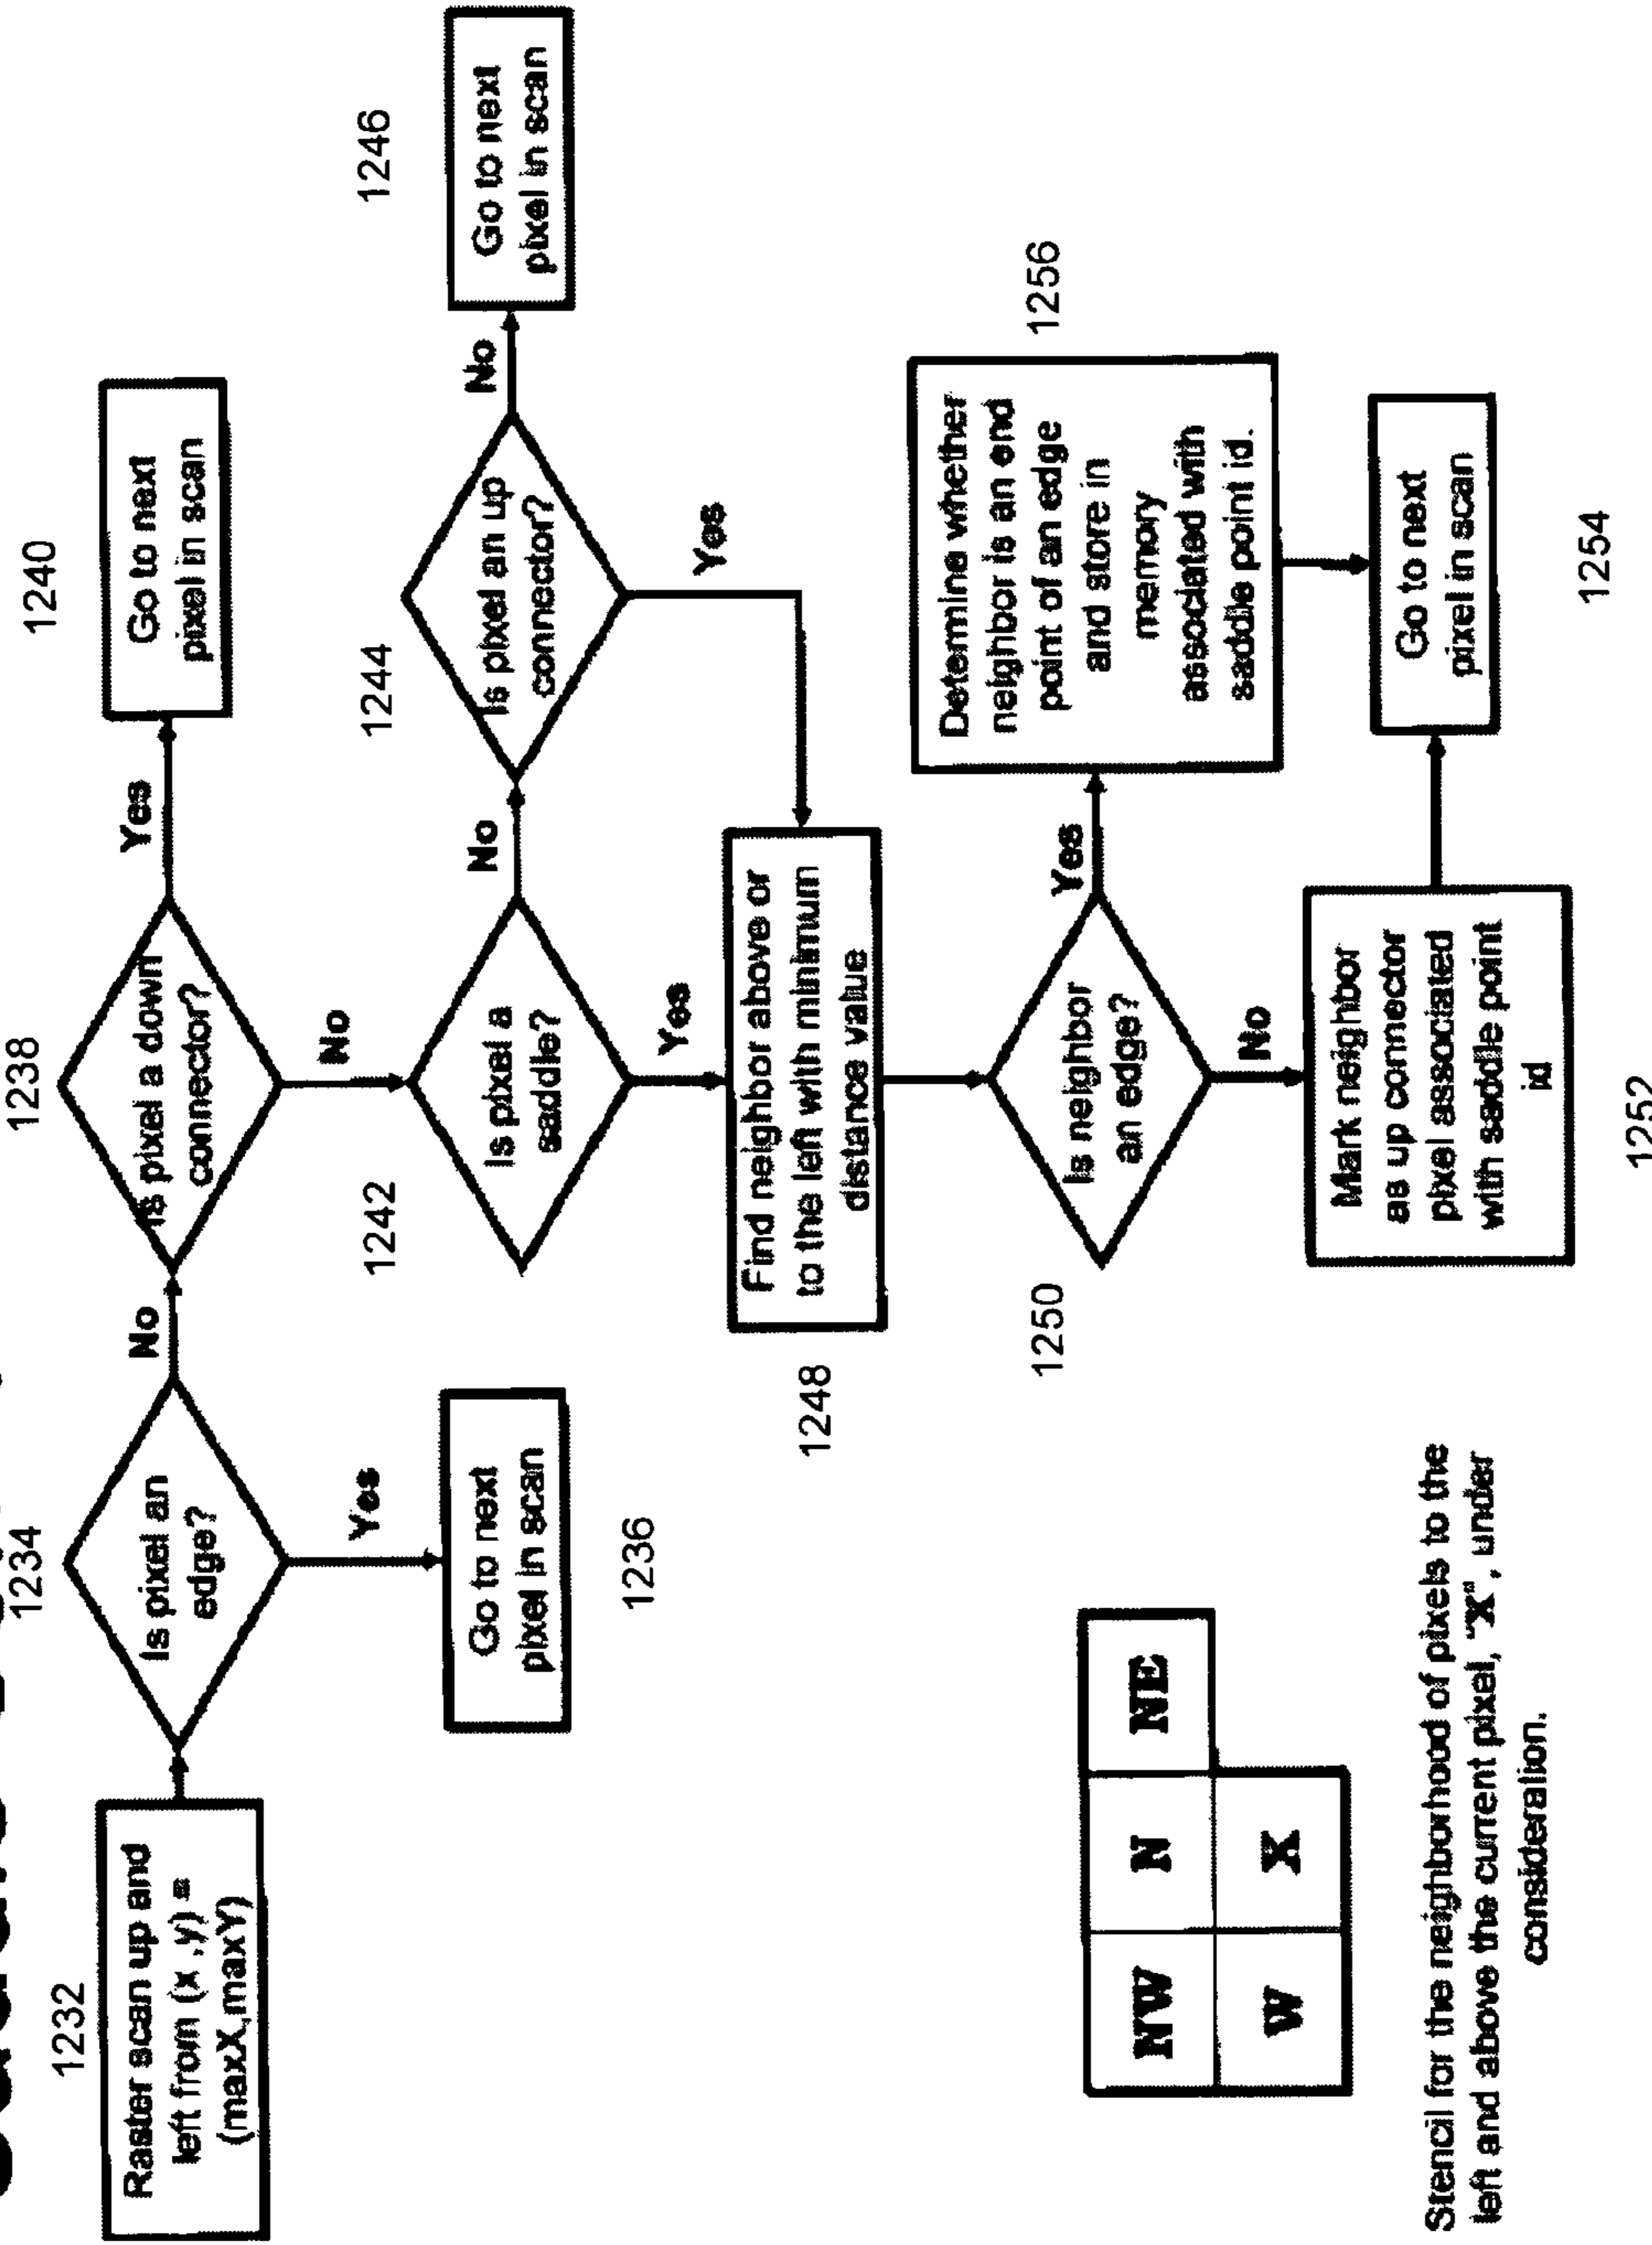 1232
Raster scan up and
left from (x ,y) =
(maxX,maxY)
1234
Is pixel an
edge?
No
Yes
Go to next
pixel in scan
1236
1238
Is pixel a down
connector?
Yes
1240
Go to next
pixel in scan
No
1242
Is pixel a
saddle?
No
1244
Is pixel an up
connector?
No
1246
Go to next
pixel in scan
Yes
Yes
1248
Find neighbor above or
to the left with minimum
distance value
1250
Is neighbor
an edge?
Yes
Determine whether
neighbor is an end
point of an edge
and store in
memory
associated with
saddle point id.
1256
No
Mark neighbor
as up connector
pixel associated
with saddle point
id
1252
Go to next
pixel in scan
1254
NW N NE
W X
Stencil for the neighborhood of pixels to the
left and above the current pixel, "X", under
consideration.